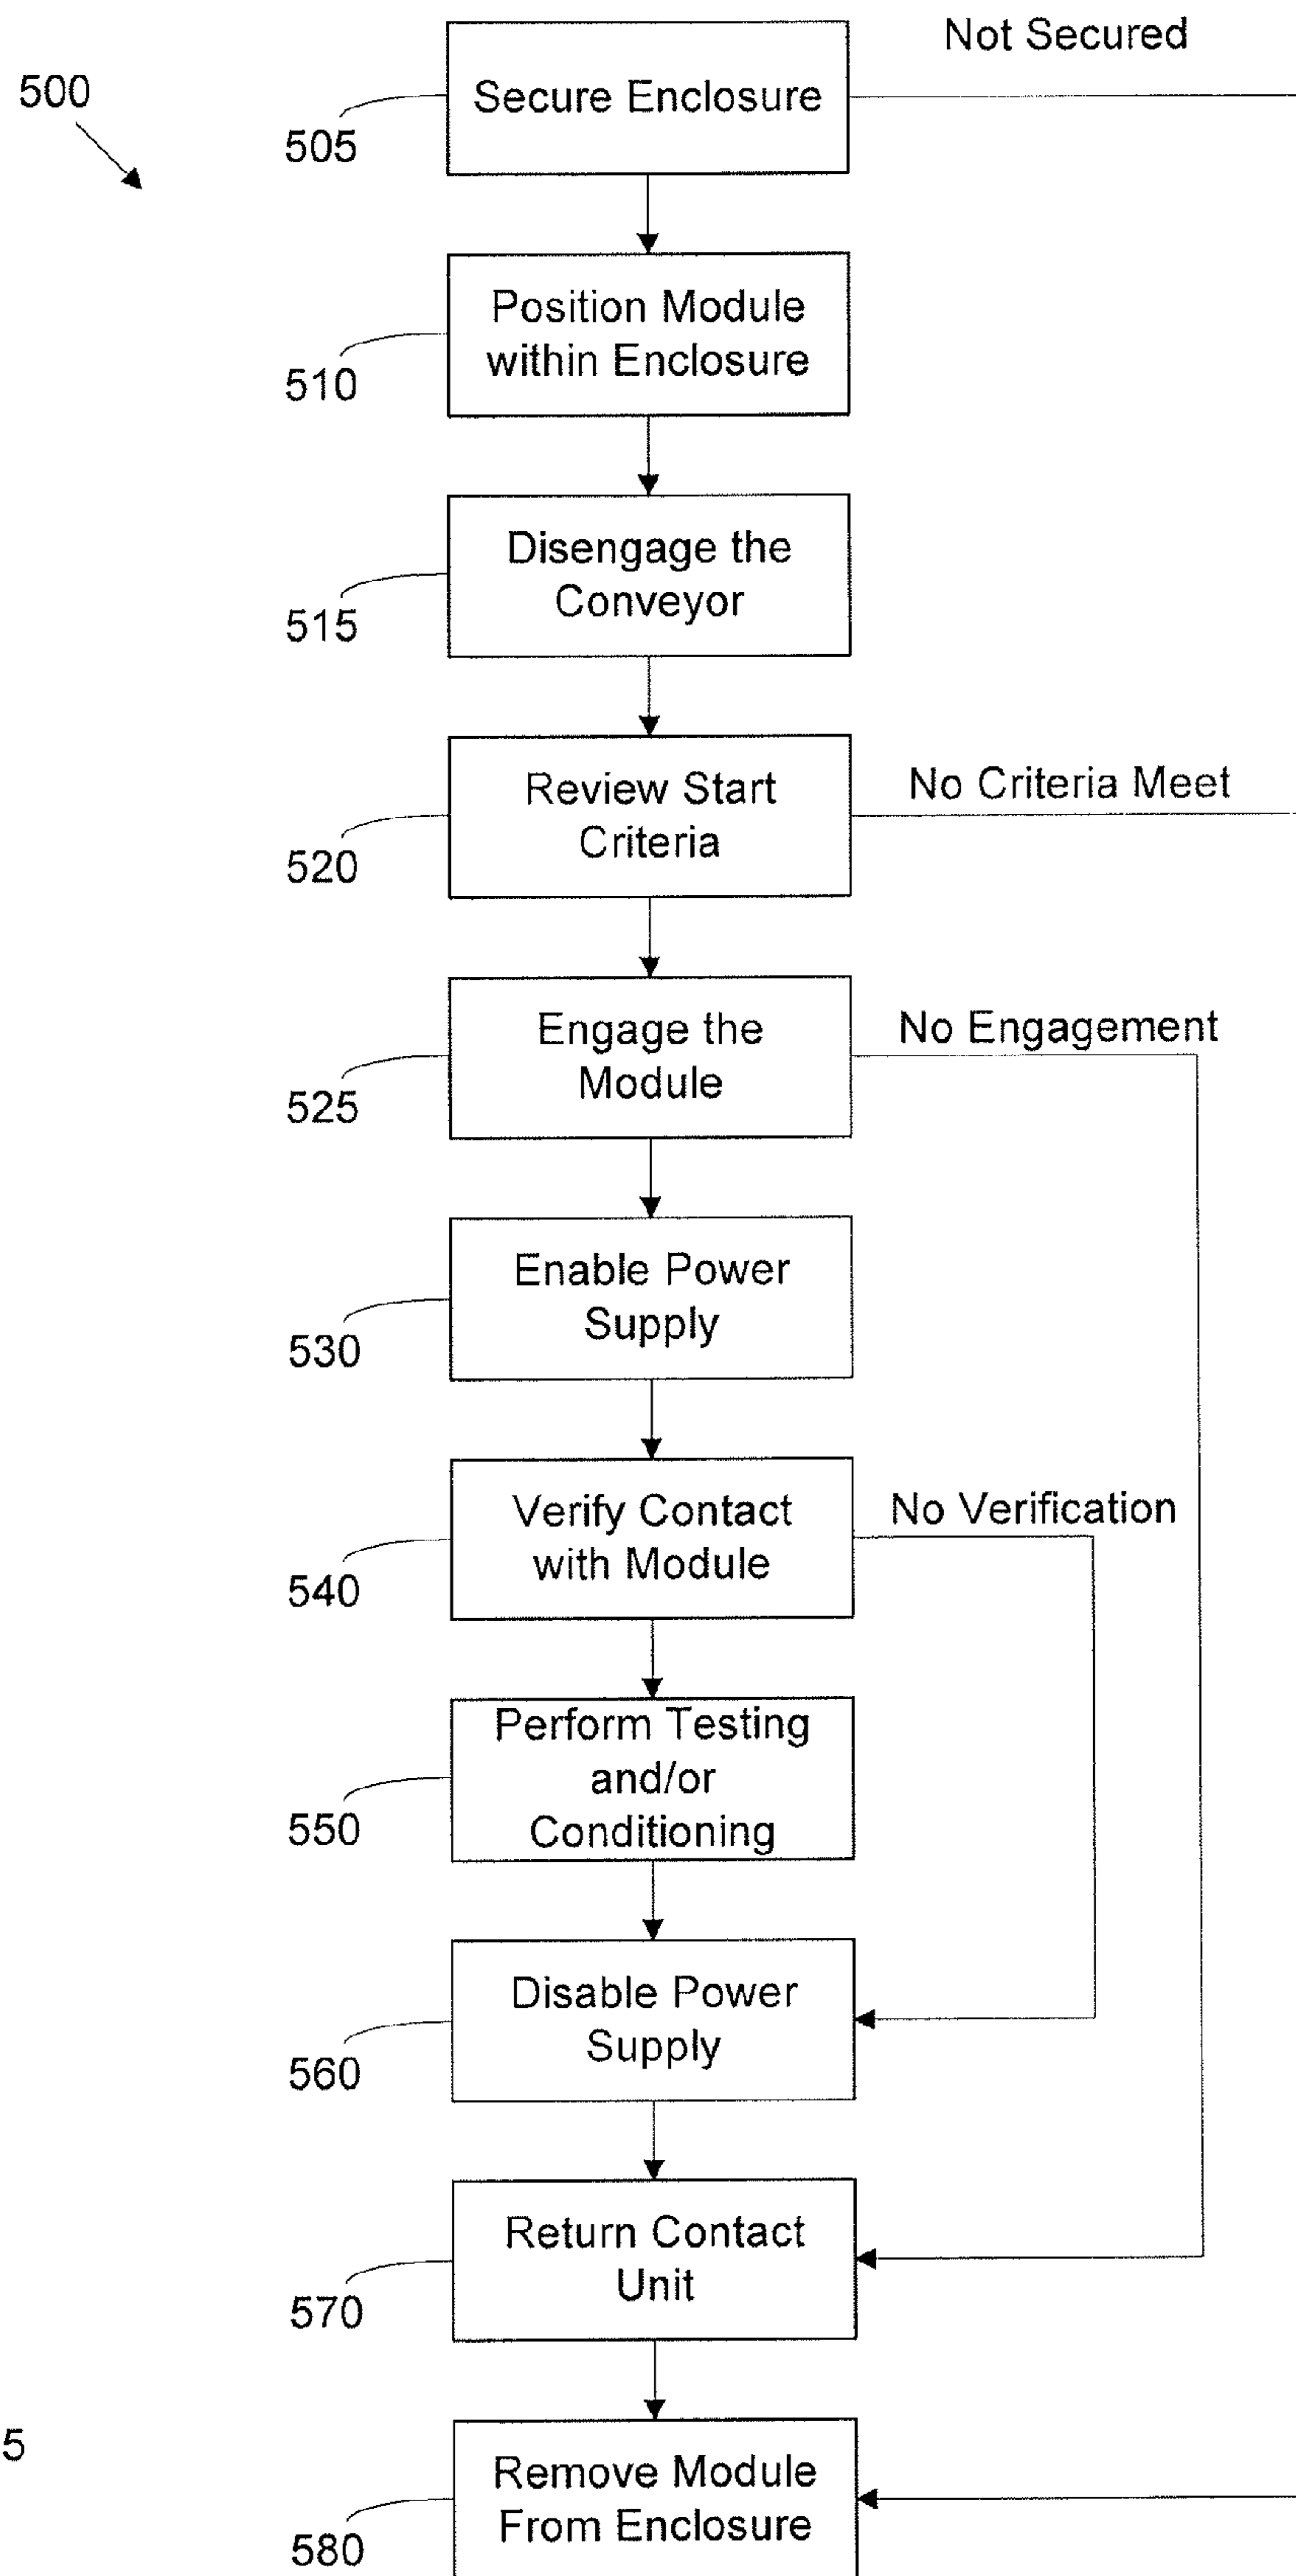 500
Not Secured
Secure Enclosure
505
Position Module
within Enclosure
510
Disengage the
Conveyor
515
Review Start
Criteria
No Criteria Meet
520
Engage the
Module
No Engagement
525
Enable Power
Supply
530
Verify Contact
with Module
No Verification
540
Perform Testing
and/or
Conditioning
550
Disable Power
Supply
560
Return Contact
Unit
570
5
Remove Module
From Enclosure
580